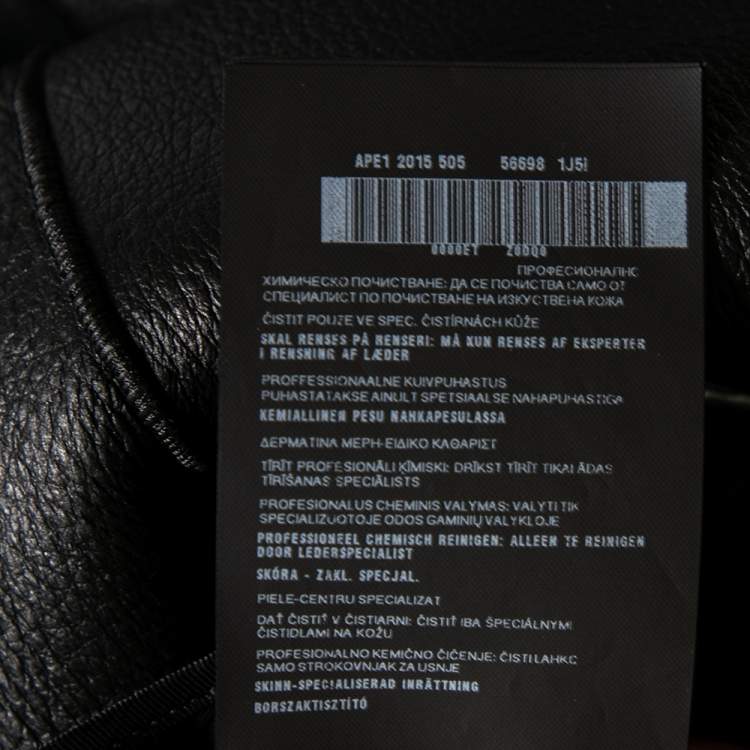 APE1 2015 505 56698 1J5I
ПРОФЕСИОНАЛНО
ХИМИЧЕСКО ПОЧИСТВАНЕ: ДА СЕ ПОЧИСТВА САМО ОТ
СПЕЦИАЛИСТ ПО ПОЧИСТВАНЕ НА ИЗКУСТВЕНА КОЖА
ČISTIT POUZE VE SPEC. ČISTÍRNÁCH KŮŽE
SKAL RENSES PÅ RENSERI: MÅ KUN RENSES AF EKSPERTER
I RENSNING AF LÆDER
PROFFESSIONAALNE KUIVPUHASTUS
PUHASTATAKSE AINULT SPETSIAALSE NAHAPUHASTIGA
KEMIALLINEN PESU NAHKAPESULASSA
ΔΕΡΜΑΤΙΝΑ ΜΕΡΗ-ΕΙΔΙΚΟ ΚΑΘΑΡΙΣΤ
TĪRĪT PROFESIONĀLI ĶĪMISKI: DRĪKST TĪRĪT TIKAI ĀDAS
TĪRĪŠANAS SPECIĀLISTS
PROFESIONALUS CHEMINIS VALYMAS: VALYTI TIK
SPECIALIZUOTOJE ODOS GAMINIŲ VALYKLOJE
PROFESSIONEEL CHEMISCH REINIGEN: ALLEEN TE REINIGEN
DOOR LEDERSPECIALIST
SKÓRA - ZAKL. SPECJAL.
PIELE-CENTRU SPECIALIZAT
DAŤ ČISTIŤ V ČISTIARNI: ČISTIŤ IBA ŠPECIÁLNYMI
ČISTIDLAMI NA KOŽU
PROFESIONALNO KEMIČNO ČIČENJE: ČISTI LAHKO
SAMO STROKOVNJAK ZA USNJE
SKINN-SPECIALISERAD INRÄTTNING
BORSZAKTISZTÍTÓ